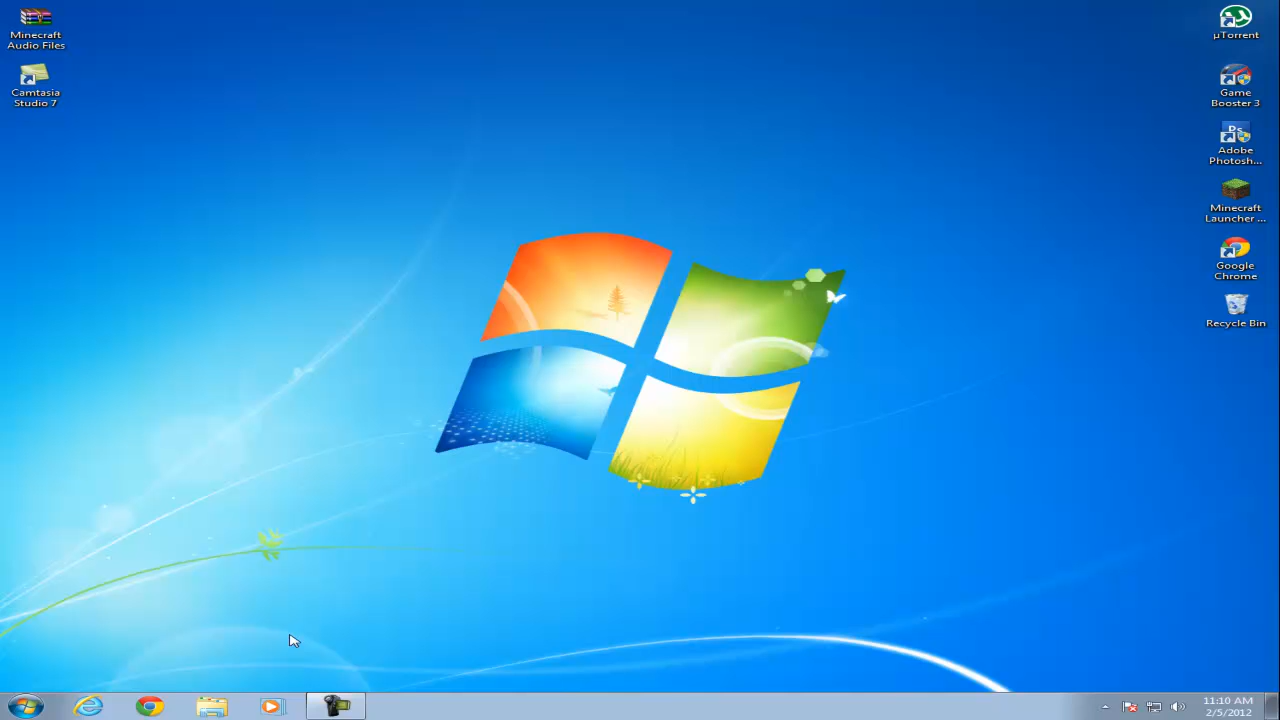 Minecraft
Audio Files
Camtasia
Studio 7
µTorrent
Game
Booster 3
Ps
Adobe
Photosh...
Minecraft
Launcher ...
Google
Chrome
Recycle Bin
11:10 AM
2/5/2012